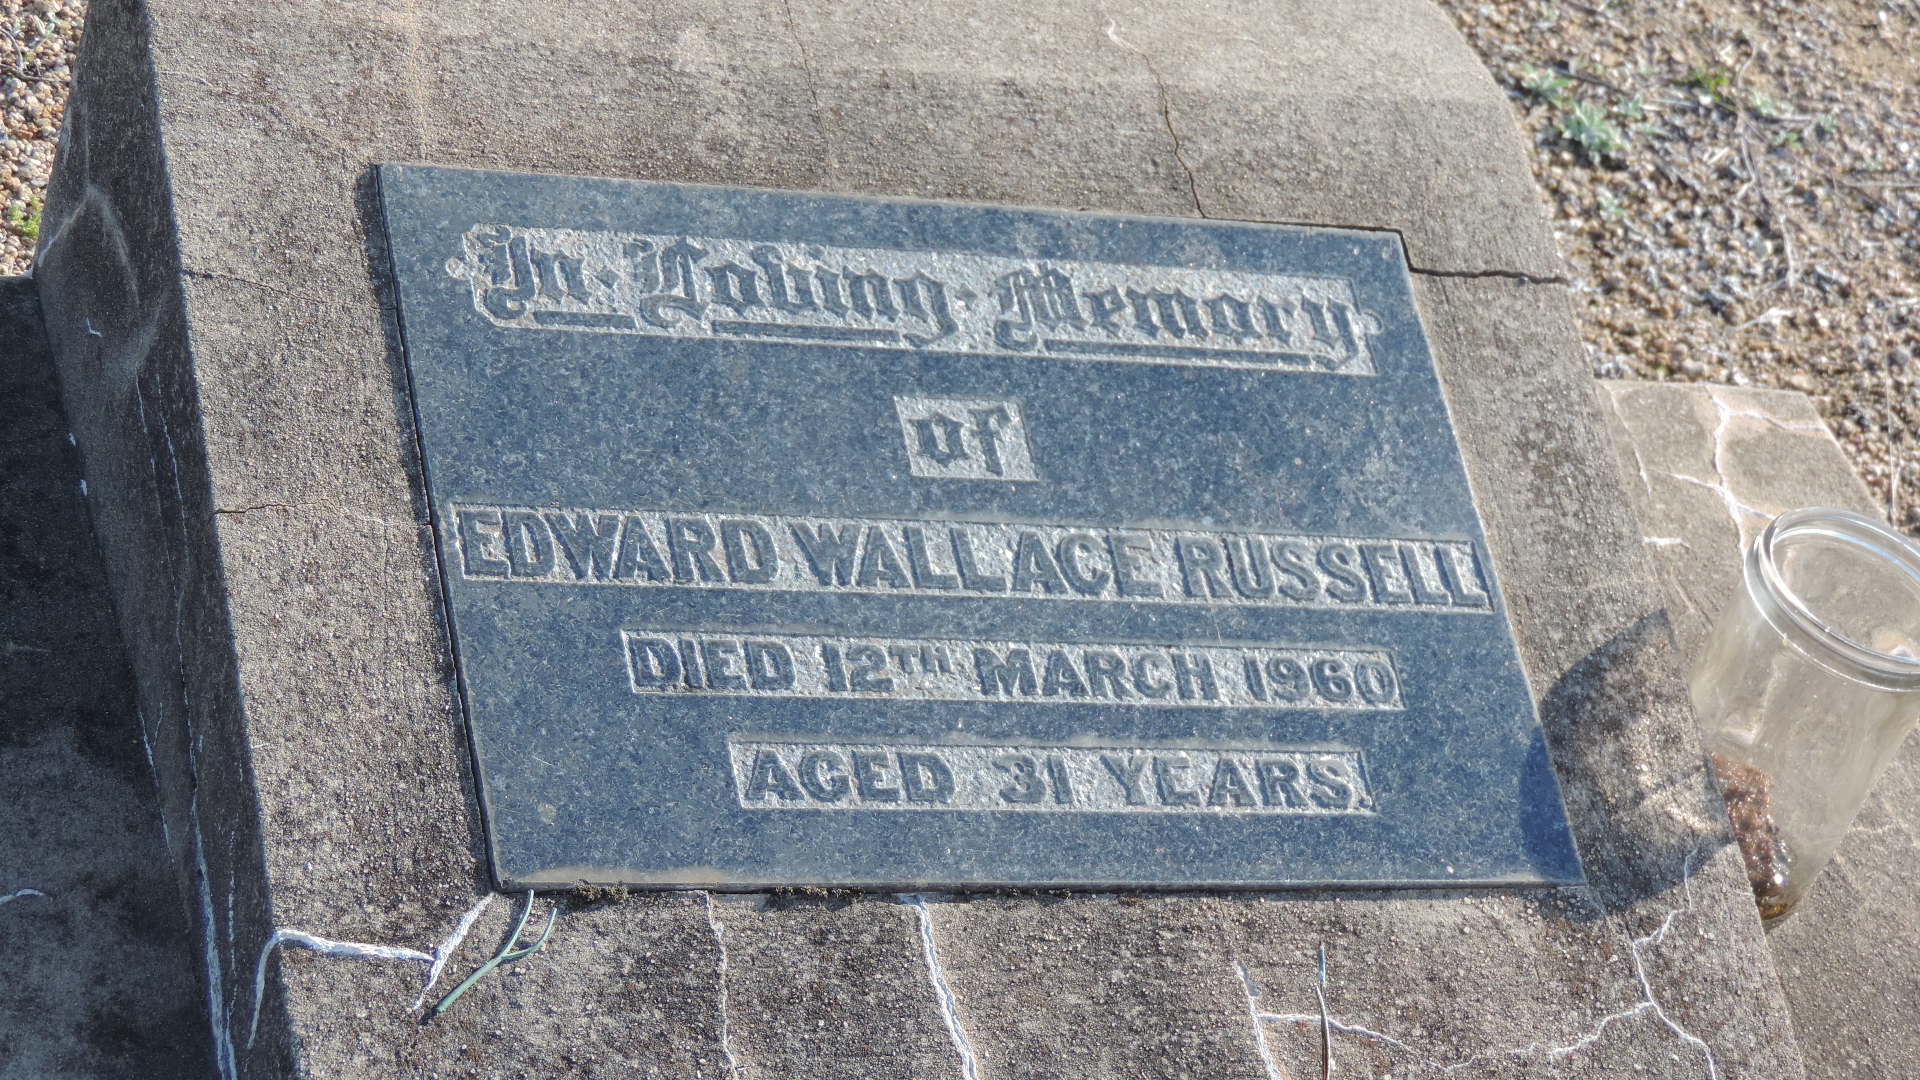 In · Loving · Memory
of
EDWARD WALLACE RUSSELL
DIED 12TH MARCH 1960
AGED 31 YEARS.